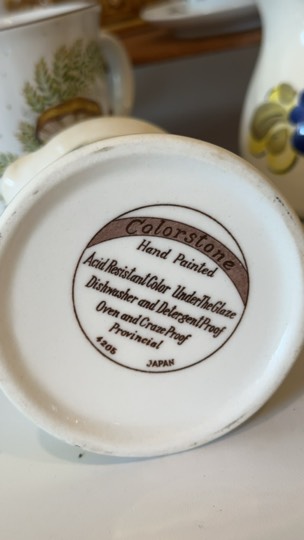 Colorstone
Hand Painted
Acid Resistant Color Under The Glaze
Dishwasher and Detergent Proof
Oven and Craze Proof
Provincial
4205 JAPAN